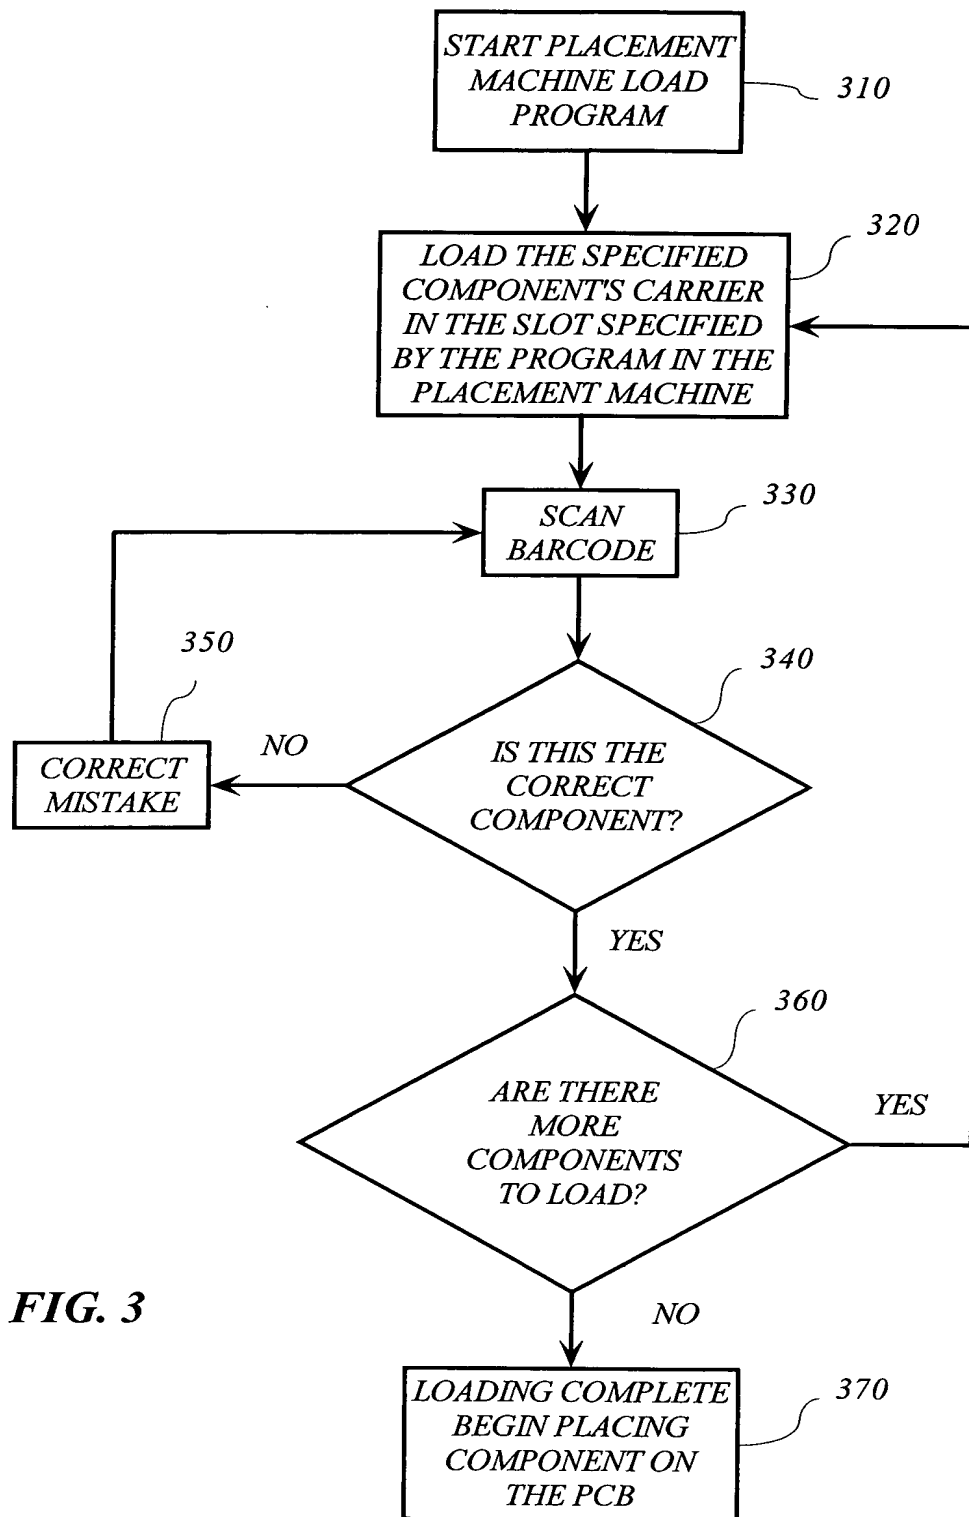 START PLACEMENT
MACHINE LOAD
PROGRAM
310
320
LOAD THE SPECIFIED
COMPONENT'S CARRIER
IN THE SLOT SPECIFIED
BY THE PROGRAM IN THE
PLACEMENT MACHINE
330
SCAN
BARCODE
350
340
NO
IS THIS THE
CORRECT
COMPONENT?
CORRECT
MISTAKE
YES
360
ARE THERE
MORE
COMPONENTS
TO LOAD?
YES
FIG. 3
NO
370
LOADING COMPLETE
BEGIN PLACING
COMPONENT ON
THE PCB